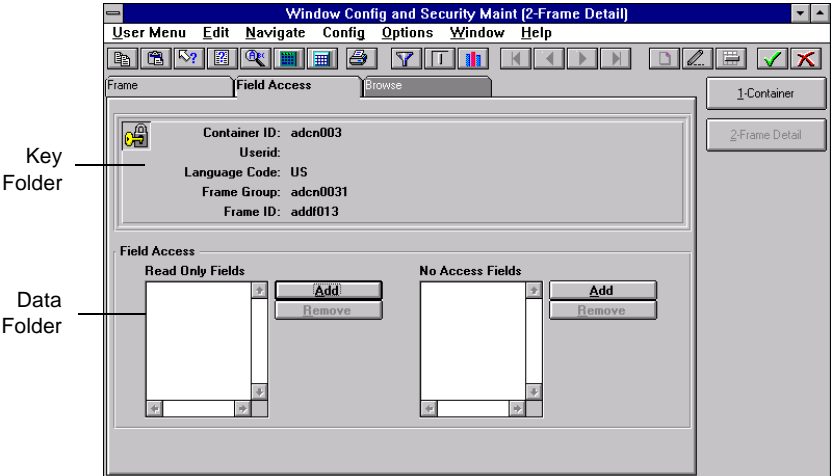 Window Config and Security Maint (2-Frame Detail)
User Menu Edit Navigate Config Options Window Help
Frame Field Access Browse
1-Container
2-Frame Detail
Key Folder
Container ID: adcn003
Userid:
Language Code: US
Frame Group: adcn0031
Frame ID: addf013
Field Access
Read Only Fields
No Access Fields
Data Folder
Add
Remove
Add
Remove